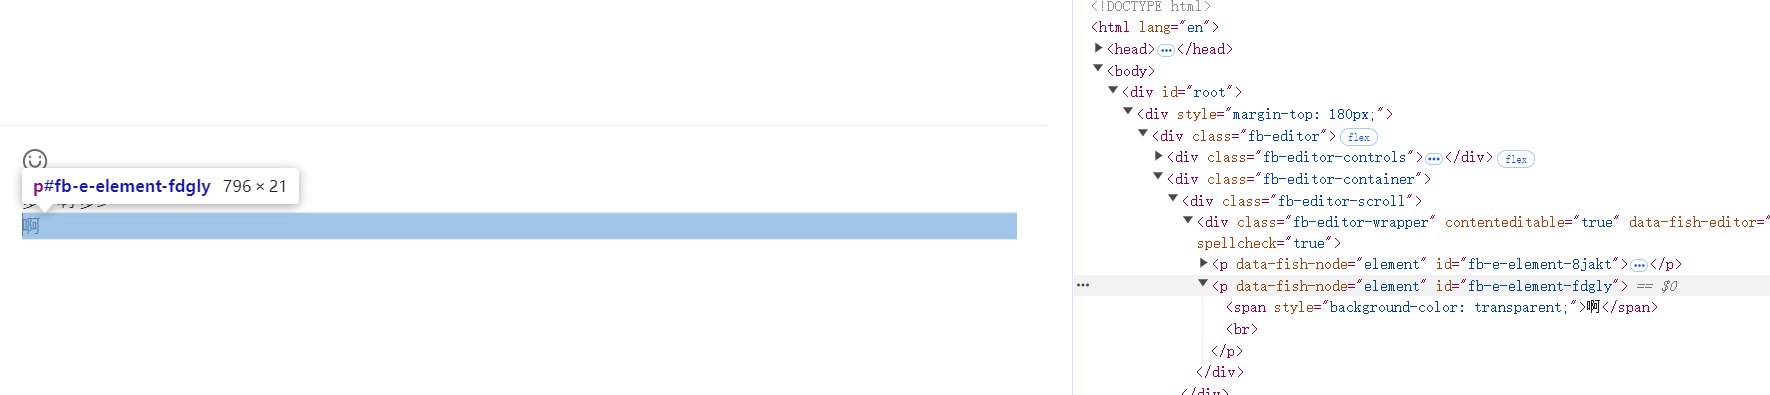 p#fb-e-element-fdgly 796 × 21
啊
<!DOCTYPE html>
<html lang="en">
<head>…</head>
<body>
<div id="root">
<div style="margin-top: 180px;">
<div class="fb-editor"> flex
<div class="fb-editor-controls">…</div> flex
<div class="fb-editor-container">
<div class="fb-editor-scroll">
<div class="fb-editor-wrapper" contenteditable="true" data-fish-editor="
spellcheck="true">
<p data-fish-node="element" id="fb-e-element-8jakt">…</p>
… <p data-fish-node="element" id="fb-e-element-fdgly"> == $0
<span style="background-color: transparent;">啊</span>
<br>
</p>
</div>
</div>